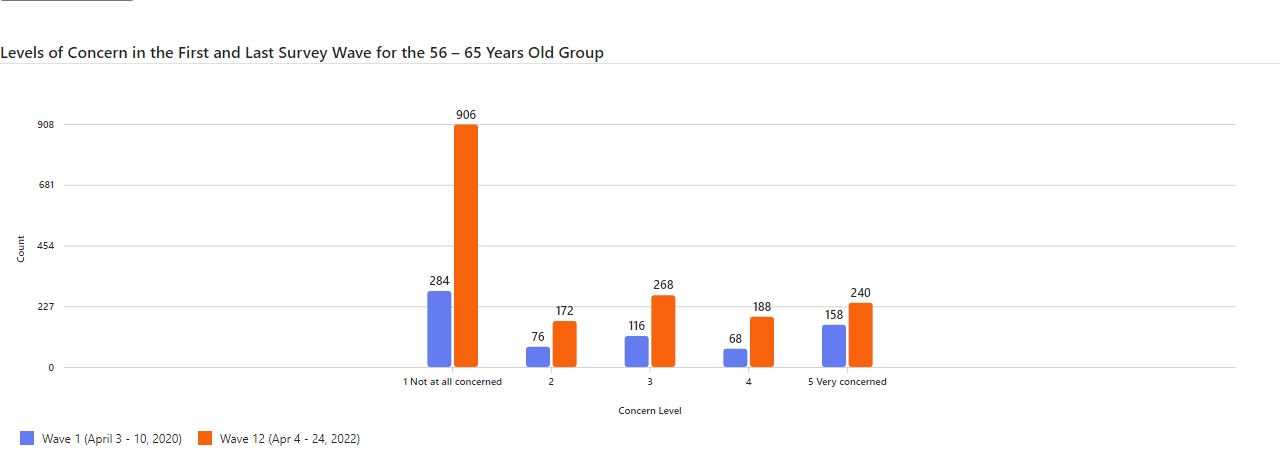 Levels of Concern in the First and Last Survey Wave for the 56 – 65 Years Old Group
906
908
681
Count
454
284
268
240
227
172
188
158
116
76
68
0
1 Not at all concerned
2
3
4
5 Very concerned
Concern Level
Wave 1 (April 3 - 10, 2020)
Wave 12 (Apr 4 - 24, 2022)